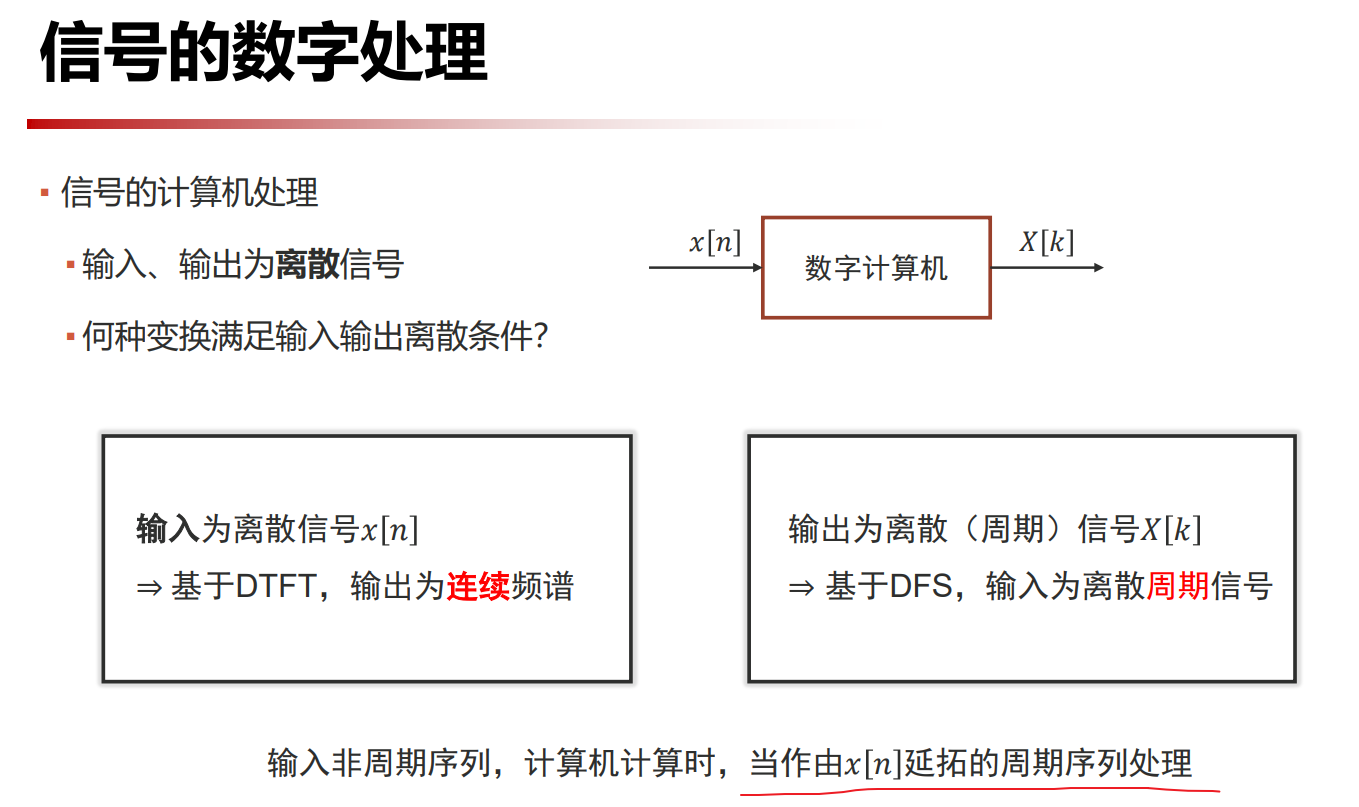 信号的数字处理
▪ 信号的计算机处理
▪ 输入、输出为离散信号
▪ 何种变换满足输入输出离散条件？
x[n]
数字计算机
X[k]
输入为离散信号x[n]
⇒ 基于DTFT，输出为连续频谱
输出为离散（周期）信号X[k]
⇒ 基于DFS，输入为离散周期信号
输入非周期序列，计算机计算时，当作由x[n]延拓的周期序列处理